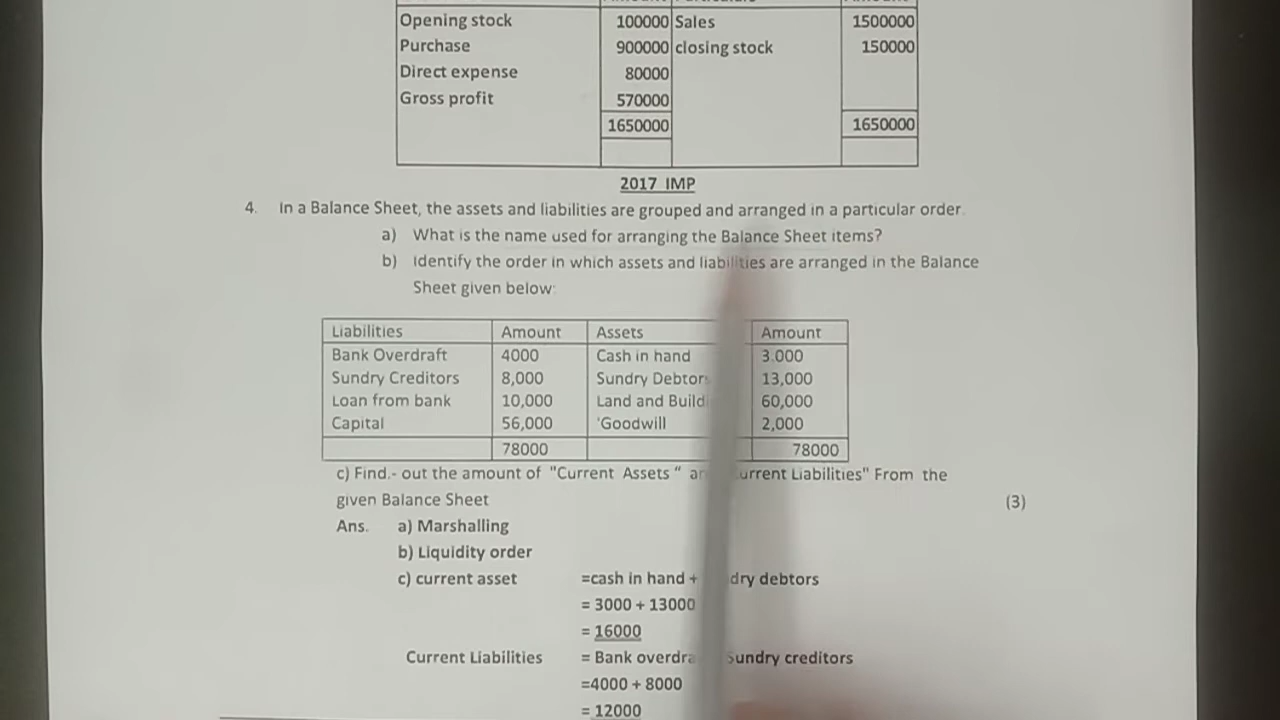 Opening stock 100000 Sales 1500000
Purchase 900000 closing stock 150000
Direct expense 80000
Gross profit 570000
1650000 1650000
2017 IMP
4. In a Balance Sheet, the assets and liabilities are grouped and arranged in a particular order.
a) What is the name used for arranging the Balance Sheet items?
b) Identify the order in which assets and liabilities are arranged in the Balance
Sheet given below:
Liabilities Amount Assets Amount
Bank Overdraft 4000 Cash in hand 3.000
Sundry Creditors 8,000 Sundry Debtors 13,000
Loan from bank 10,000 Land and 60,000
Capital 56,000 'Goodwill 2,000
78000 78000
c) Find.- out the amount of "Current Assets " Liabilities" From the
given Balance Sheet (3)
Ans. a) Marshalling
b) Liquidity order
c) current asset =cash in hand + debtors
= 3000 + 13000
= 16000
Current Liabilities = Bank Sundry creditors
=4000 + 8000
= 12000